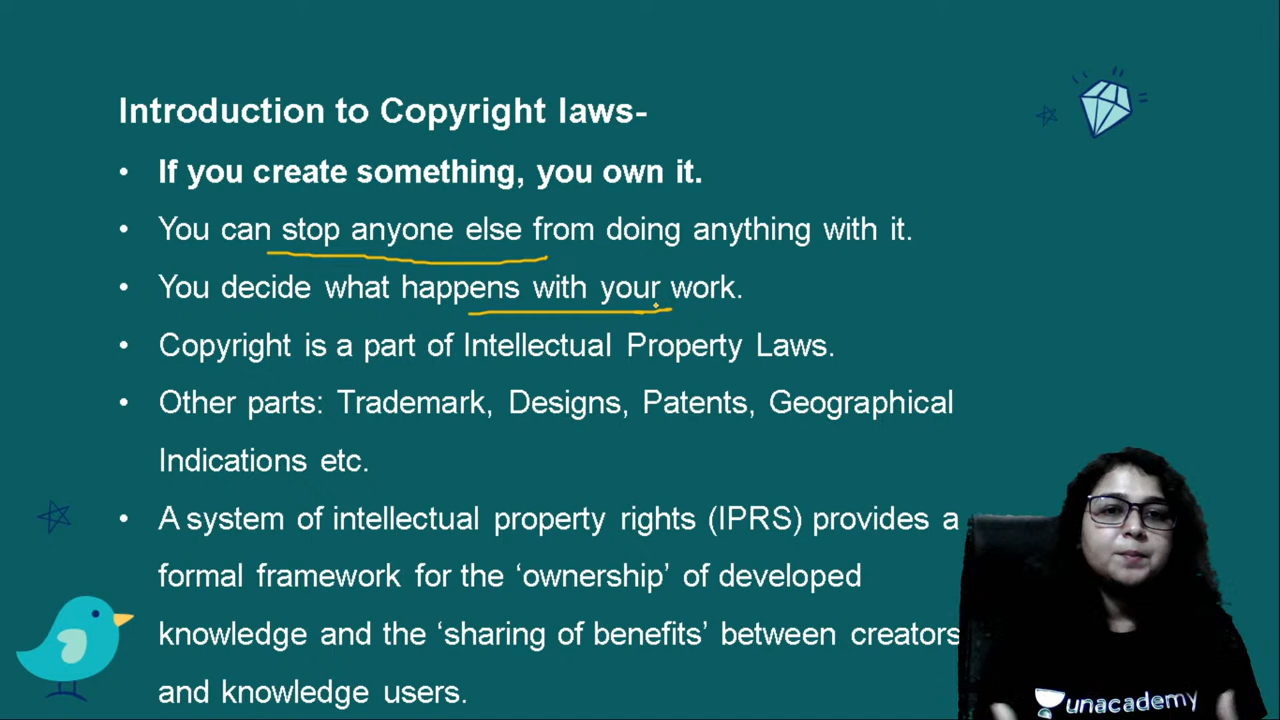 Introduction to Copyright laws-
• If you create something, you own it.
• You can stop anyone else from doing anything with it.
• You decide what happens with your work.
• Copyright is a part of Intellectual Property Laws.
• Other parts: Trademark, Designs, Patents, Geographical
Indications etc.
• A system of intellectual property rights (IPRS) provides a
formal framework for the ‘ownership’ of developed
knowledge and the ‘sharing of benefits’ between creators
and knowledge users.
unacademy